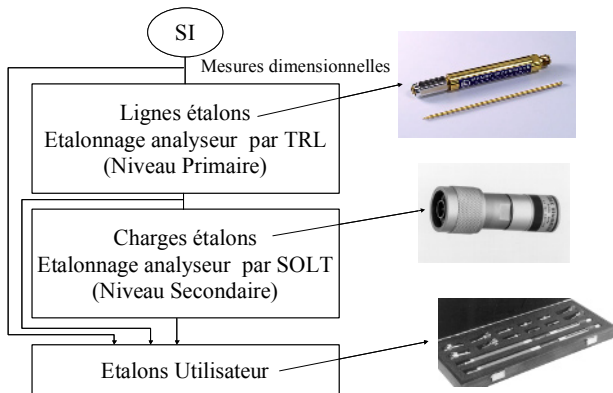 SI
Mesures dimensionnelles
Lignes étalons
Etalonnage analyseur par TRL
(Niveau Primaire)
Charges étalons
Etalonnage analyseur par SOLT
(Niveau Secondaire)
Etalons Utilisateur